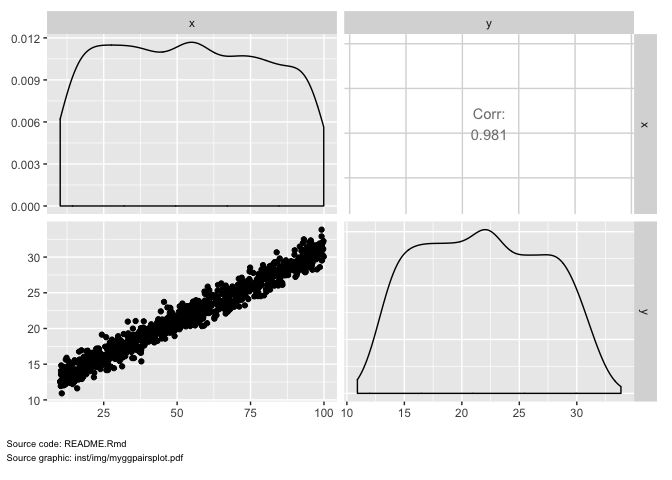 x
y
0.012
0.009
0.006
0.003
0.000
Corr:
0.981
x
30
25
20
15
10
y
25
50
75
100
10
15
20
25
30
Source code: README.Rmd
Source graphic: inst/img/myggpairsplot.pdf